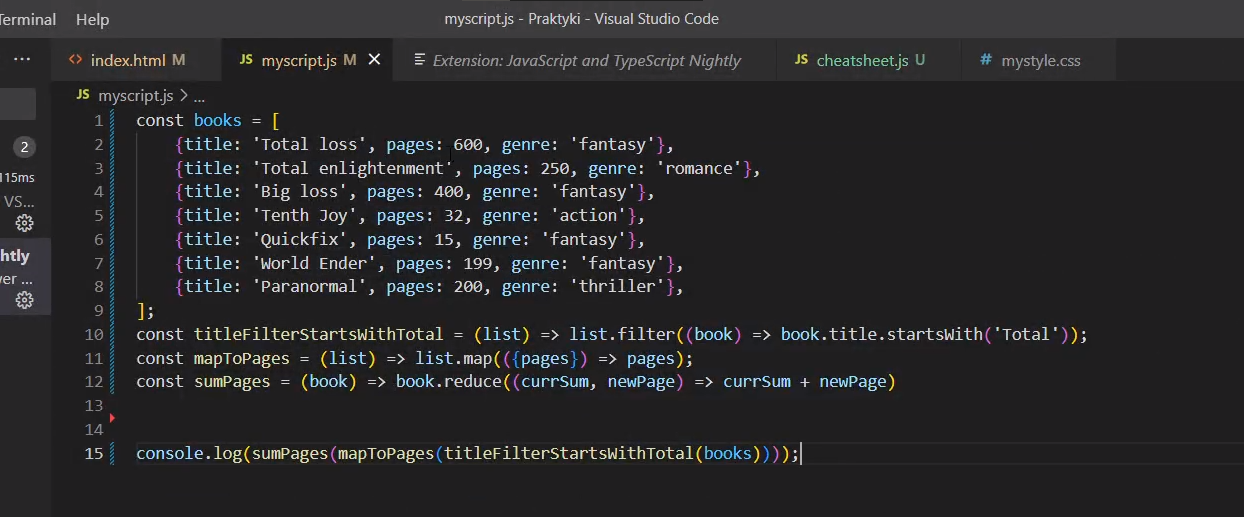 Terminal Help myscript.js - Praktyki - Visual Studio Code
... index.html M JS myscript.js M Extension: JavaScript and TypeScript Nightly JS cheatsheet.js U # mystyle.css
JS myscript.js > ...
1 const books = [
2 {title: 'Total loss', pages: 600, genre: 'fantasy'},
3 {title: 'Total enlightenment', pages: 250, genre: 'romance'},
4 {title: 'Big loss', pages: 400, genre: 'fantasy'},
5 {title: 'Tenth Joy', pages: 32, genre: 'action'},
6 {title: 'Quickfix', pages: 15, genre: 'fantasy'},
7 {title: 'World Ender', pages: 199, genre: 'fantasy'},
8 {title: 'Paranormal', pages: 200, genre: 'thriller'},
9 ];
10 const titleFilterStartsWithTotal = (list) => list.filter((book) => book.title.startsWith('Total'));
11 const mapToPages = (list) => list.map(({pages}) => pages);
12 const sumPages = (book) => book.reduce((currSum, newPage) => currSum + newPage)
13
14
15 console.log(sumPages(mapToPages(titleFilterStartsWithTotal(books))));
2
115ms
VS...
htly
er ...